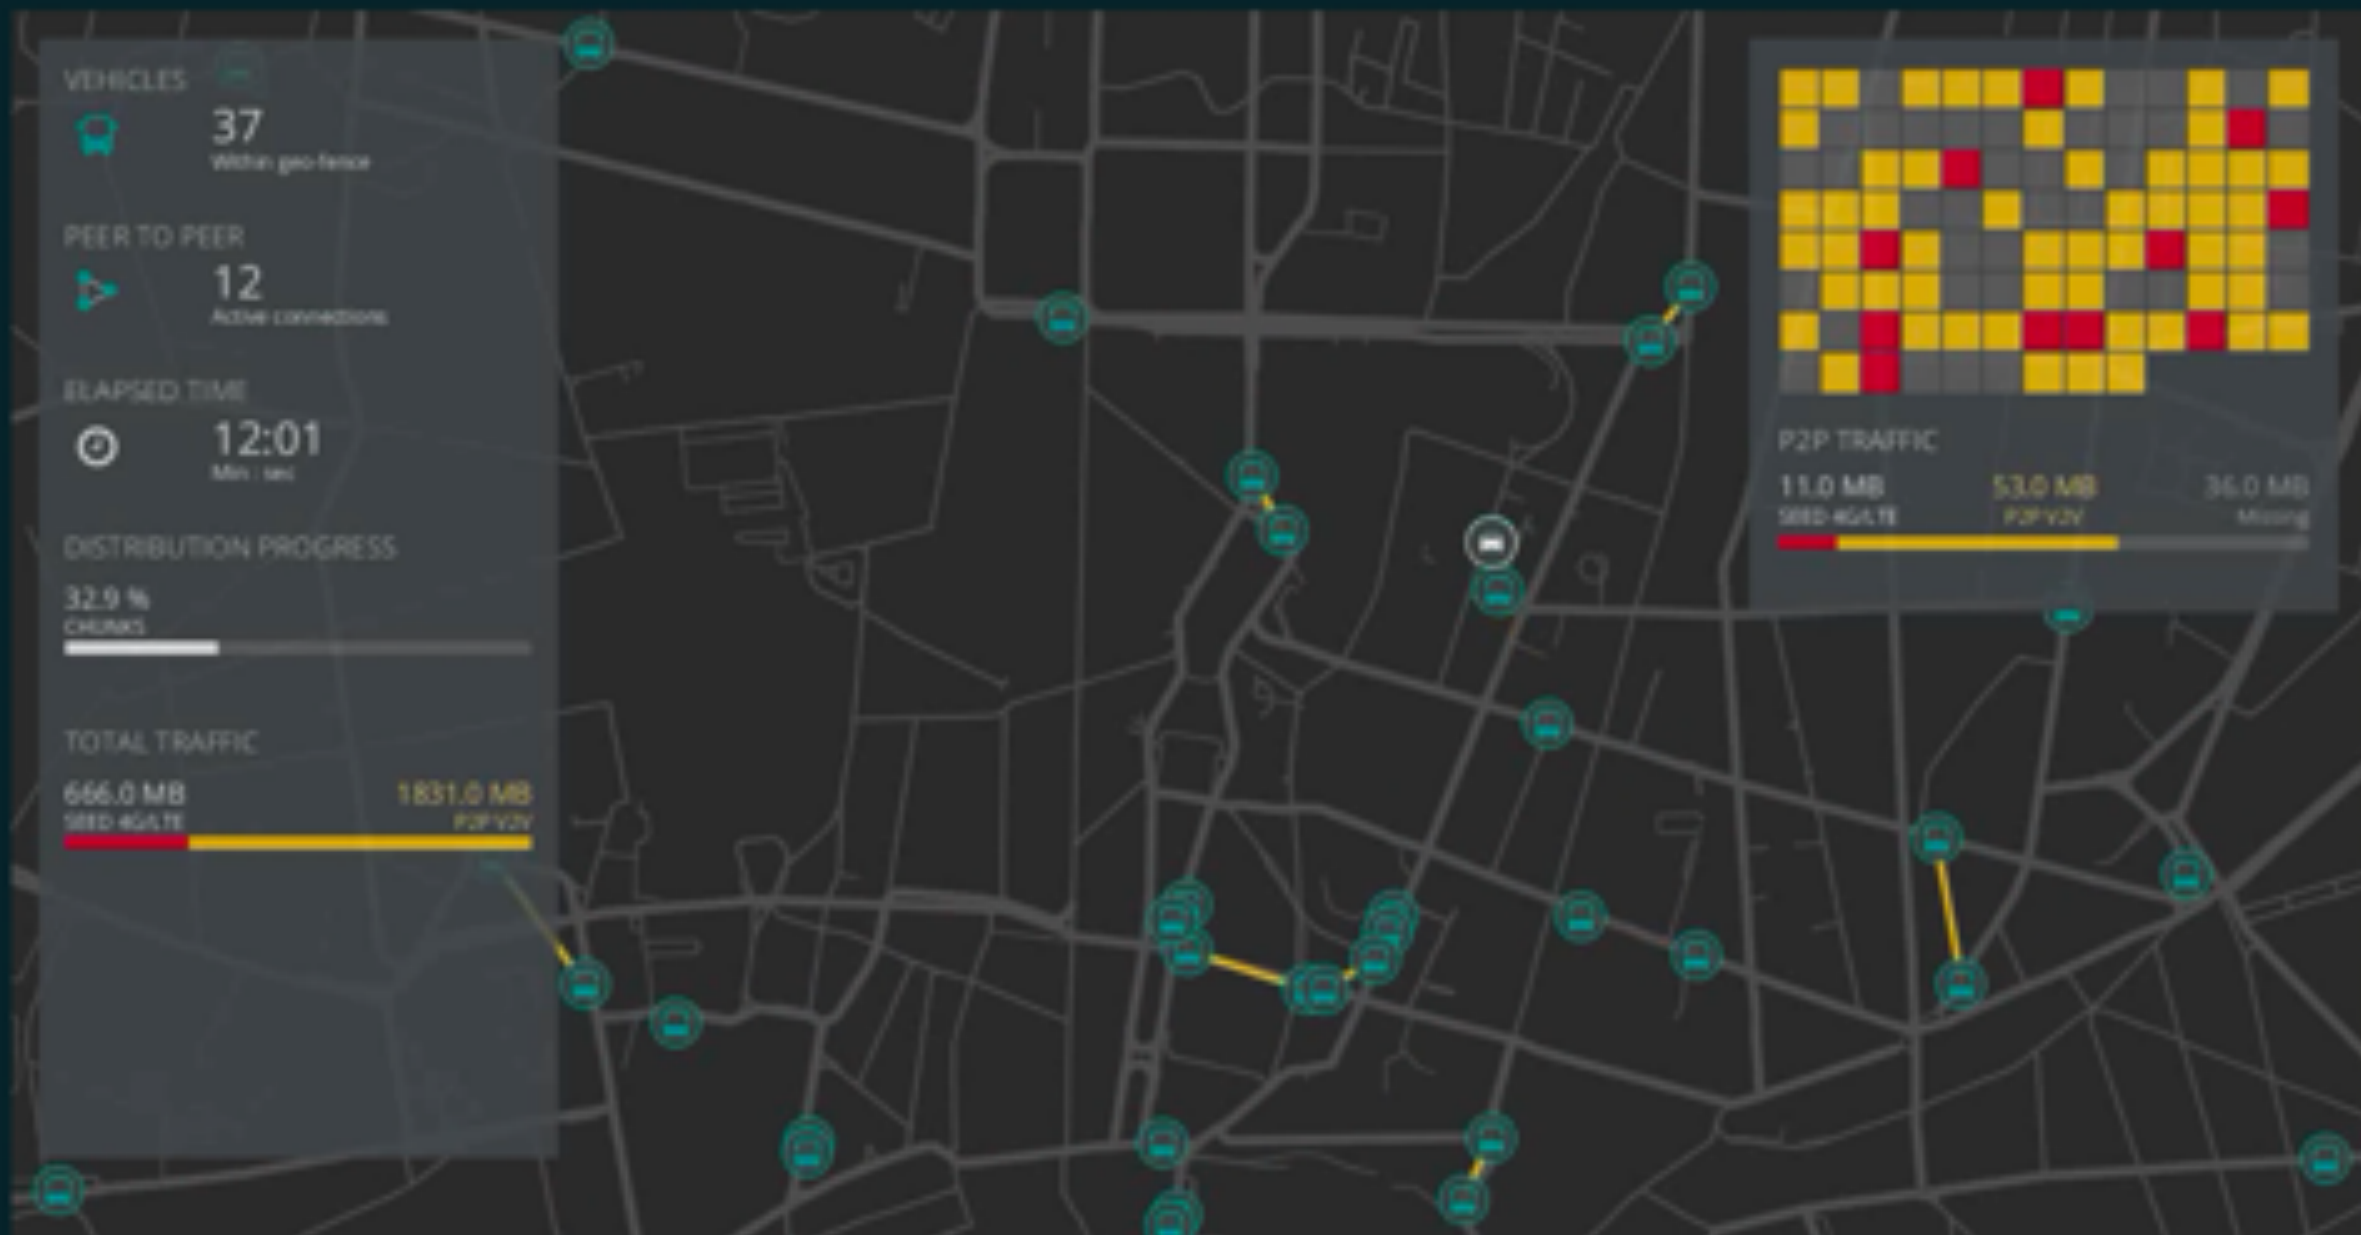 VEHICLES
37
Within geo-fence
PEER TO PEER
12
Active connections
ELAPSED TIME
12:01
Min : sec
DISTRIBUTION PROGRESS
32.9 %
CHUNKS
TOTAL TRAFFIC
666.0 MB 1831.0 MB
SEED 4G/LTE P2P V2V
P2P TRAFFIC
11.0 MB 53.0 MB 36.0 MB
SEED 4G/LTE P2P V2V Missing